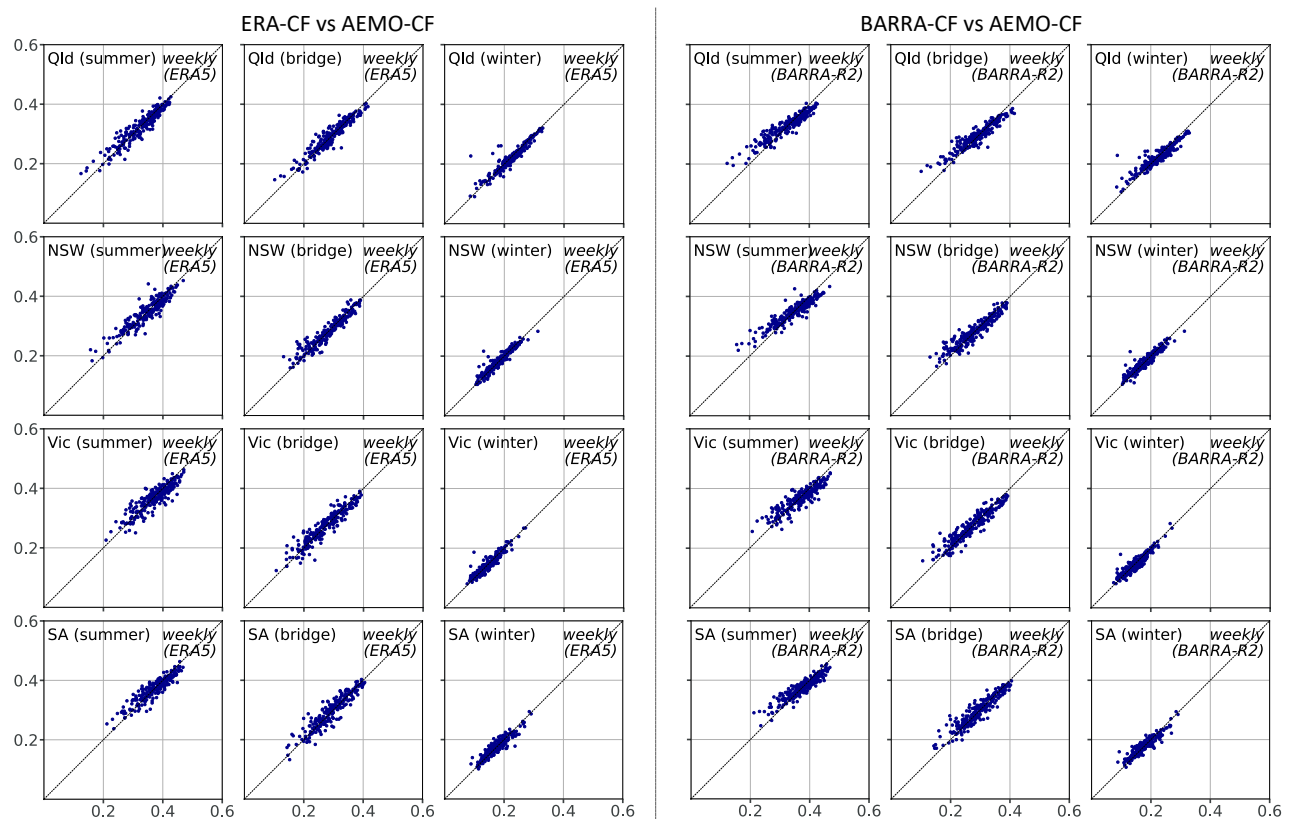 ERA-CF vs AEMO-CF
BARRA-CF vs AEMO-CF
0.6
Qld (summer) weekly
(ERA5)
Qld (bridge) weekly
(ERA5)
Qld (winter) weekly
(ERA5)
Qld (summer) weekly
(BARRA-R2)
Qld (bridge) weekly
(BARRA-R2)
Qld (winter) weekly
(BARRA-R2)
0.4
0.2
0.6
NSW (summer) weekly
(ERA5)
NSW (bridge) weekly
(ERA5)
NSW (winter) weekly
(ERA5)
NSW (summer) weekly
(BARRA-R2)
NSW (bridge) weekly
(BARRA-R2)
NSW (winter) weekly
(BARRA-R2)
0.4
0.2
0.6
Vic (summer) weekly
(ERA5)
Vic (bridge) weekly
(ERA5)
Vic (winter) weekly
(ERA5)
Vic (summer) weekly
(BARRA-R2)
Vic (bridge) weekly
(BARRA-R2)
Vic (winter) weekly
(BARRA-R2)
0.4
0.2
0.6
SA (summer) weekly
(ERA5)
SA (bridge) weekly
(ERA5)
SA (winter) weekly
(ERA5)
SA (summer) weekly
(BARRA-R2)
SA (bridge) weekly
(BARRA-R2)
SA (winter) weekly
(BARRA-R2)
0.4
0.2
0.2 0.4 0.6 0.2 0.4 0.6 0.2 0.4 0.6 0.2 0.4 0.6 0.2 0.4 0.6 0.2 0.4 0.6